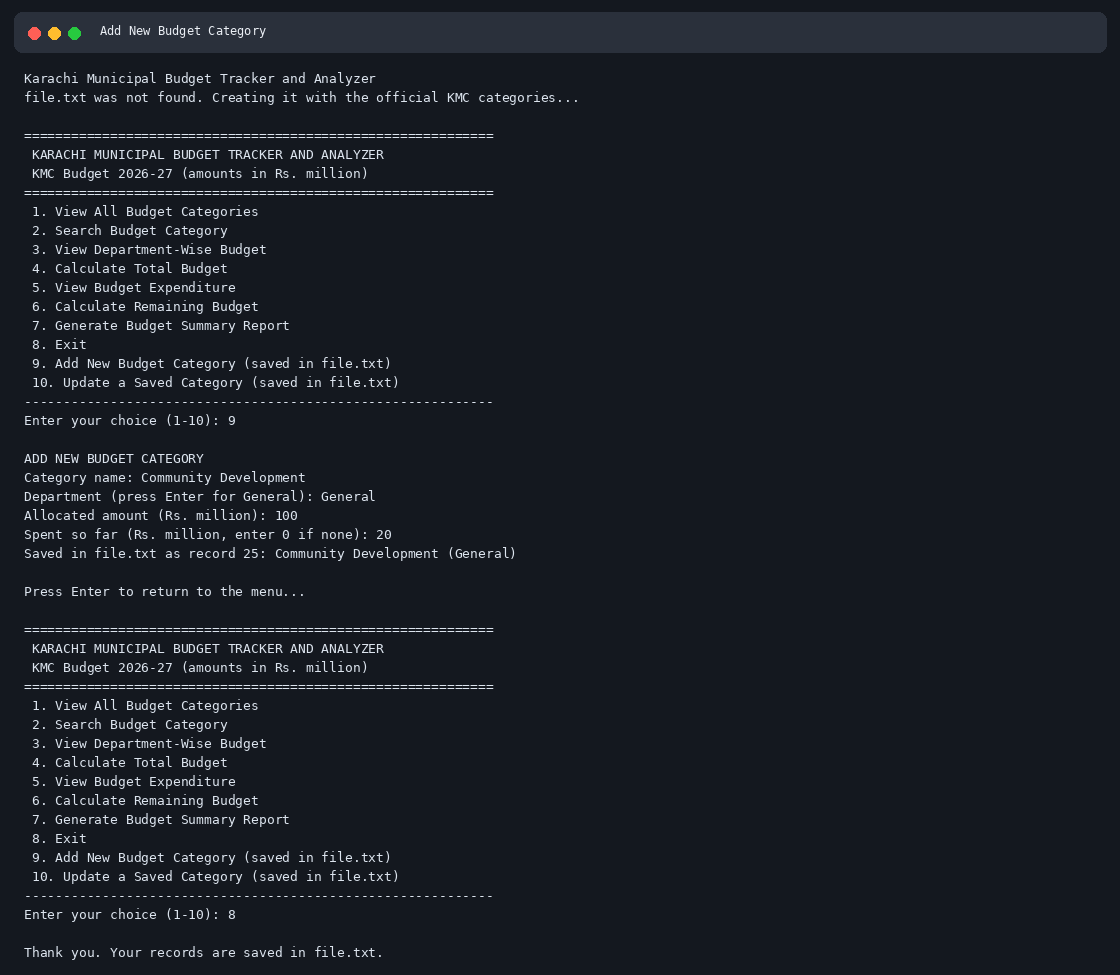 Add New Budget Category
Karachi Municipal Budget Tracker and Analyzer
file.txt was not found. Creating it with the official KMC categories...
============================================================
KARACHI MUNICIPAL BUDGET TRACKER AND ANALYZER
KMC Budget 2026-27 (amounts in Rs. million)
============================================================
1. View All Budget Categories
2. Search Budget Category
3. View Department-Wise Budget
4. Calculate Total Budget
5. View Budget Expenditure
6. Calculate Remaining Budget
7. Generate Budget Summary Report
8. Exit
9. Add New Budget Category (saved in file.txt)
10. Update a Saved Category (saved in file.txt)
------------------------------------------------------------
Enter your choice (1-10): 9
ADD NEW BUDGET CATEGORY
Category name: Community Development
Department (press Enter for General): General
Allocated amount (Rs. million): 100
Spent so far (Rs. million, enter 0 if none): 20
Saved in file.txt as record 25: Community Development (General)
Press Enter to return to the menu...
============================================================
KARACHI MUNICIPAL BUDGET TRACKER AND ANALYZER
KMC Budget 2026-27 (amounts in Rs. million)
============================================================
1. View All Budget Categories
2. Search Budget Category
3. View Department-Wise Budget
4. Calculate Total Budget
5. View Budget Expenditure
6. Calculate Remaining Budget
7. Generate Budget Summary Report
8. Exit
9. Add New Budget Category (saved in file.txt)
10. Update a Saved Category (saved in file.txt)
------------------------------------------------------------
Enter your choice (1-10): 8
Thank you. Your records are saved in file.txt.